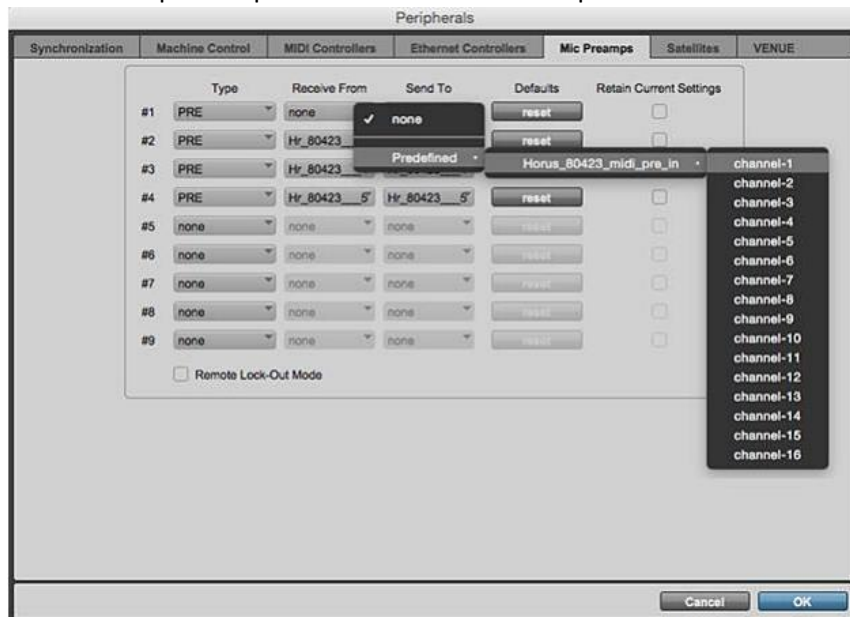 Peripherals
Synchronization Machine Control MIDI Controllers Ethernet Controllers Mic Preamps Satellites VENUE
Type Receive From Send To Defaults Retain Current Settings
#1 PRE none ✓ none reset
#2 PRE Hr_80423_ reset
#3 PRE Hr_80423_ Predefined Horus_80423_midi_pre_in channel-1
channel-2
channel-3
#4 PRE Hr_80423___5 Hr_80423___5 reset
channel-4
#5 none none none reset
channel-5
#6 none none none reset
channel-6
#7 none none none reset
channel-7
channel-8
#8 none none none reset
channel-9
#9 none none none reset
channel-10
channel-11
Remote Lock-Out Mode
channel-12
channel-13
channel-14
channel-15
channel-16
Cancel OK